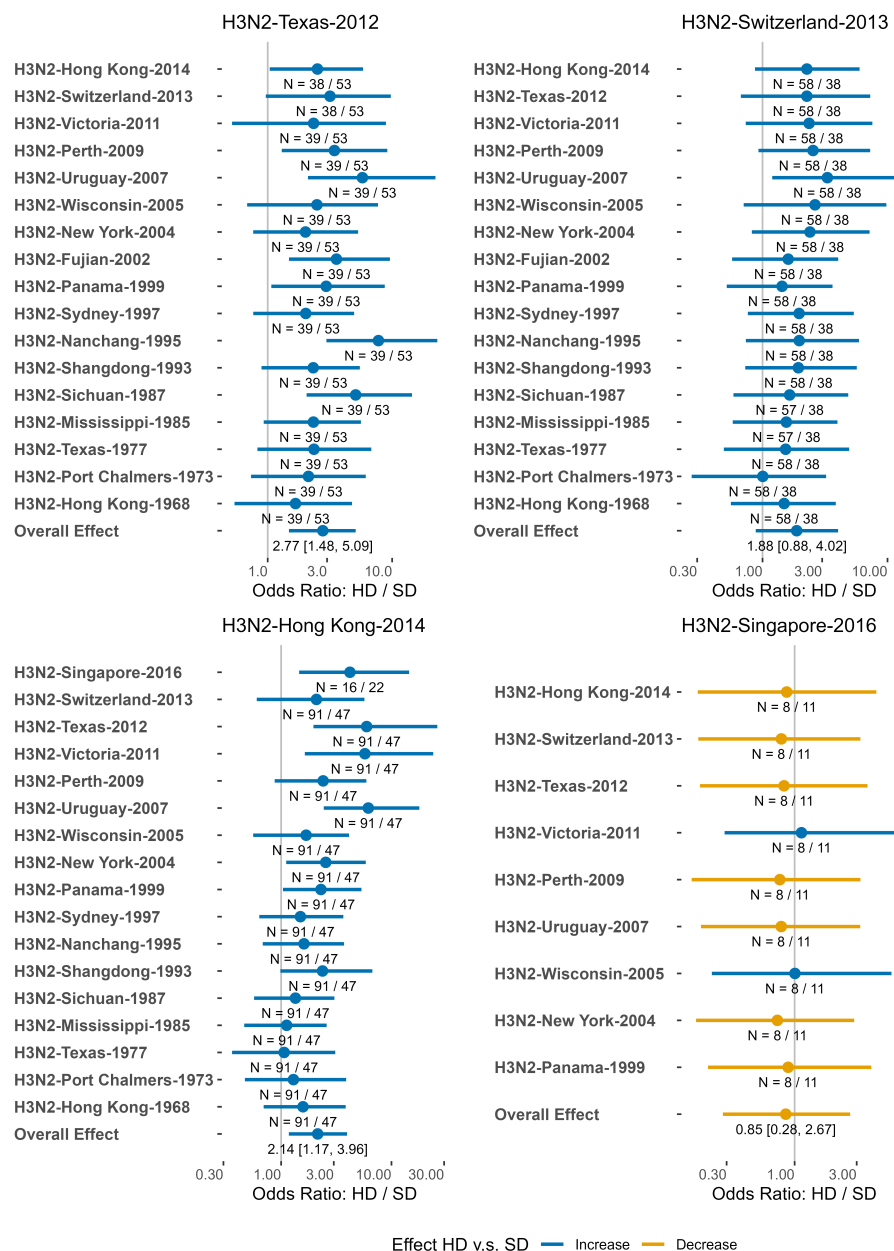 H3N2-Texas-2012
H3N2-Hong Kong-2014
N = 38 / 53
H3N2-Switzerland-2013
N = 38 / 53
H3N2-Victoria-2011
N = 39 / 53
H3N2-Perth-2009
N = 39 / 53
H3N2-Uruguay-2007
N = 39 / 53
H3N2-Wisconsin-2005
N = 39 / 53
H3N2-New York-2004
N = 39 / 53
H3N2-Fujian-2002
N = 39 / 53
H3N2-Panama-1999
N = 39 / 53
H3N2-Sydney-1997
N = 39 / 53
H3N2-Nanchang-1995
N = 39 / 53
H3N2-Shangdong-1993
N = 39 / 53
H3N2-Sichuan-1987
N = 39 / 53
H3N2-Mississippi-1985
N = 39 / 53
H3N2-Texas-1977
N = 39 / 53
H3N2-Port Chalmers-1973
N = 39 / 53
H3N2-Hong Kong-1968
N = 39 / 53
Overall Effect
2.77 [1.48, 5.09]
1.0 3.0 10.0
Odds Ratio: HD / SD
H3N2-Switzerland-2013
H3N2-Hong Kong-2014
N = 58 / 38
H3N2-Texas-2012
N = 58 / 38
H3N2-Victoria-2011
N = 58 / 38
H3N2-Perth-2009
N = 58 / 38
H3N2-Uruguay-2007
N = 58 / 38
H3N2-Wisconsin-2005
N = 58 / 38
H3N2-New York-2004
N = 58 / 38
H3N2-Fujian-2002
N = 58 / 38
H3N2-Panama-1999
N = 58 / 38
H3N2-Sydney-1997
N = 58 / 38
H3N2-Nanchang-1995
N = 58 / 38
H3N2-Shangdong-1993
N = 58 / 38
H3N2-Sichuan-1987
N = 57 / 38
H3N2-Mississippi-1985
N = 57 / 38
H3N2-Texas-1977
N = 58 / 38
H3N2-Port Chalmers-1973
N = 58 / 38
H3N2-Hong Kong-1968
N = 58 / 38
Overall Effect
1.88 [0.88, 4.02]
0.30 1.00 3.00 10.00
Odds Ratio: HD / SD
H3N2-Hong Kong-2014
H3N2-Singapore-2016
N = 16 / 22
H3N2-Switzerland-2013
N = 91 / 47
H3N2-Texas-2012
N = 91 / 47
H3N2-Victoria-2011
N = 91 / 47
H3N2-Perth-2009
N = 91 / 47
H3N2-Uruguay-2007
N = 91 / 47
H3N2-Wisconsin-2005
N = 91 / 47
H3N2-New York-2004
N = 91 / 47
H3N2-Panama-1999
N = 91 / 47
H3N2-Sydney-1997
N = 91 / 47
H3N2-Nanchang-1995
N = 91 / 47
H3N2-Shangdong-1993
N = 91 / 47
H3N2-Sichuan-1987
N = 91 / 47
H3N2-Mississippi-1985
N = 91 / 47
H3N2-Texas-1977
N = 91 / 47
H3N2-Port Chalmers-1973
N = 91 / 47
H3N2-Hong Kong-1968
N = 91 / 47
Overall Effect
2.14 [1.17, 3.96]
0.30 1.00 3.00 10.00 30.00
Odds Ratio: HD / SD
H3N2-Singapore-2016
H3N2-Hong Kong-2014
N = 8 / 11
H3N2-Switzerland-2013
N = 8 / 11
H3N2-Texas-2012
N = 8 / 11
H3N2-Victoria-2011
N = 8 / 11
H3N2-Perth-2009
N = 8 / 11
H3N2-Uruguay-2007
N = 8 / 11
H3N2-Wisconsin-2005
N = 8 / 11
H3N2-New York-2004
N = 8 / 11
H3N2-Panama-1999
N = 8 / 11
Overall Effect
0.85 [0.28, 2.67]
0.30 1.00 3.00
Odds Ratio: HD / SD
Effect HD v.s. SD Increase Decrease